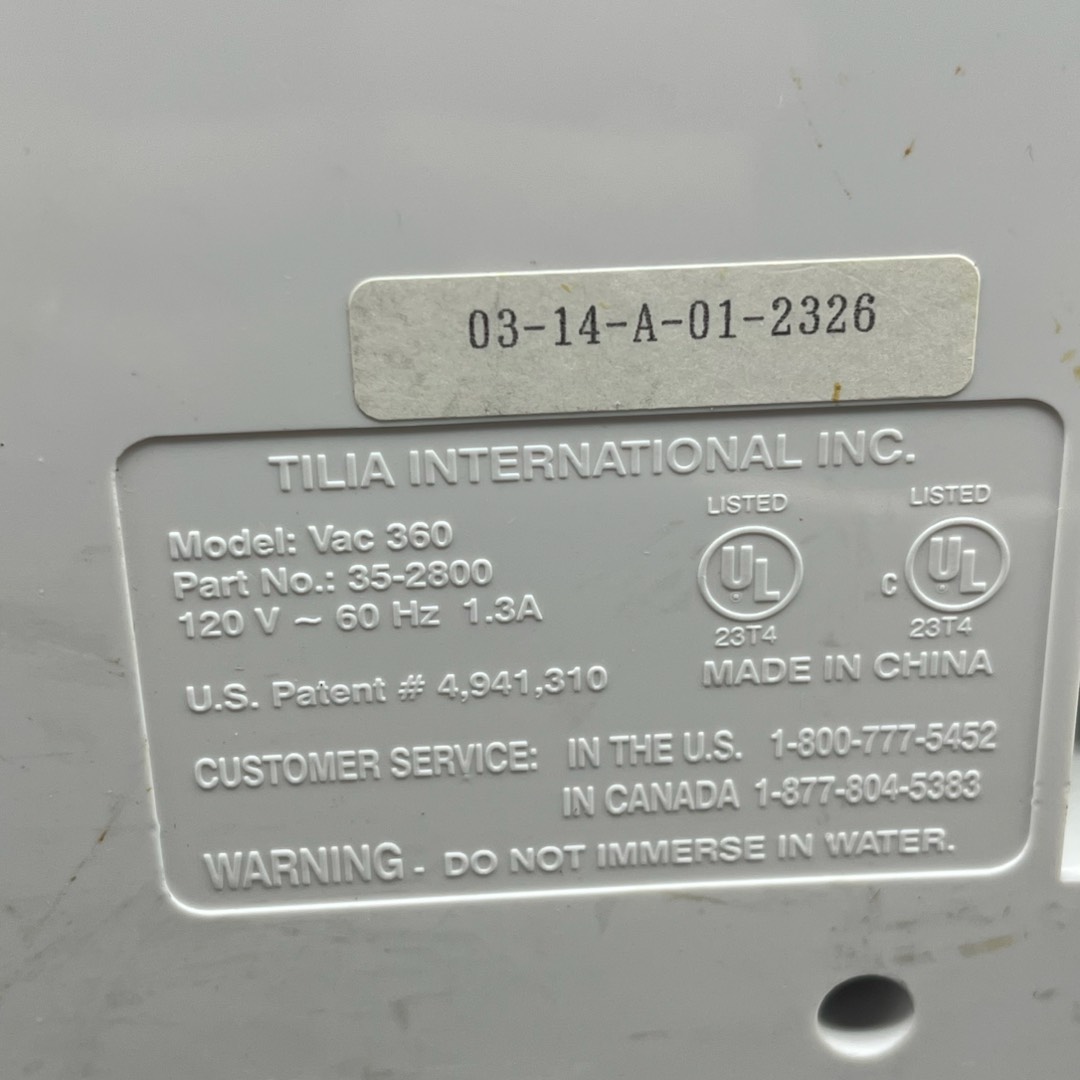 03-14-A-01-2326
TILIA INTERNATIONAL INC.
Model: Vac 360
Part No.: 35-2800
120 V ~ 60 Hz 1.3A
U.S. Patent # 4,941,310
LISTED
UL
23T4
LISTED
C UL
23T4
MADE IN CHINA
CUSTOMER SERVICE: IN THE U.S. 1-800-777-5452
IN CANADA 1-877-804-5383
WARNING - DO NOT IMMERSE IN WATER.